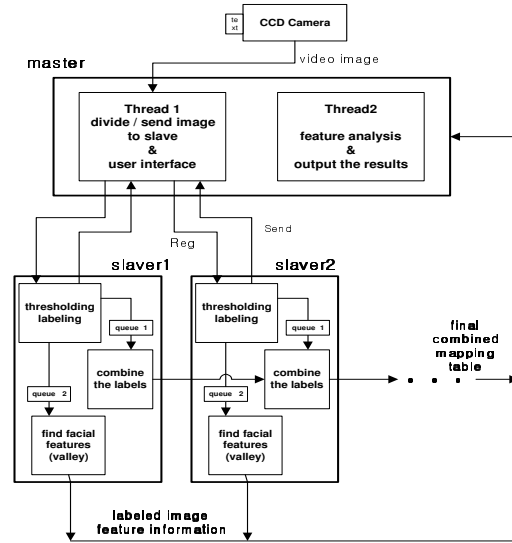 te
xt
CCD Camera
video image
master
Thread 1
divide / send image
to slave
&
user interface
Thread2
feature analysis
&
output the results
Reg
Send
slaver1
slaver2
thresholding
labeling
queue 1
combine
the labels
queue 2
find facial
features
(valley)
thresholding
labeling
queue 1
combine
the labels
queue 2
find facial
features
(valley)
final
combined
mapping
table
labeled image
feature information